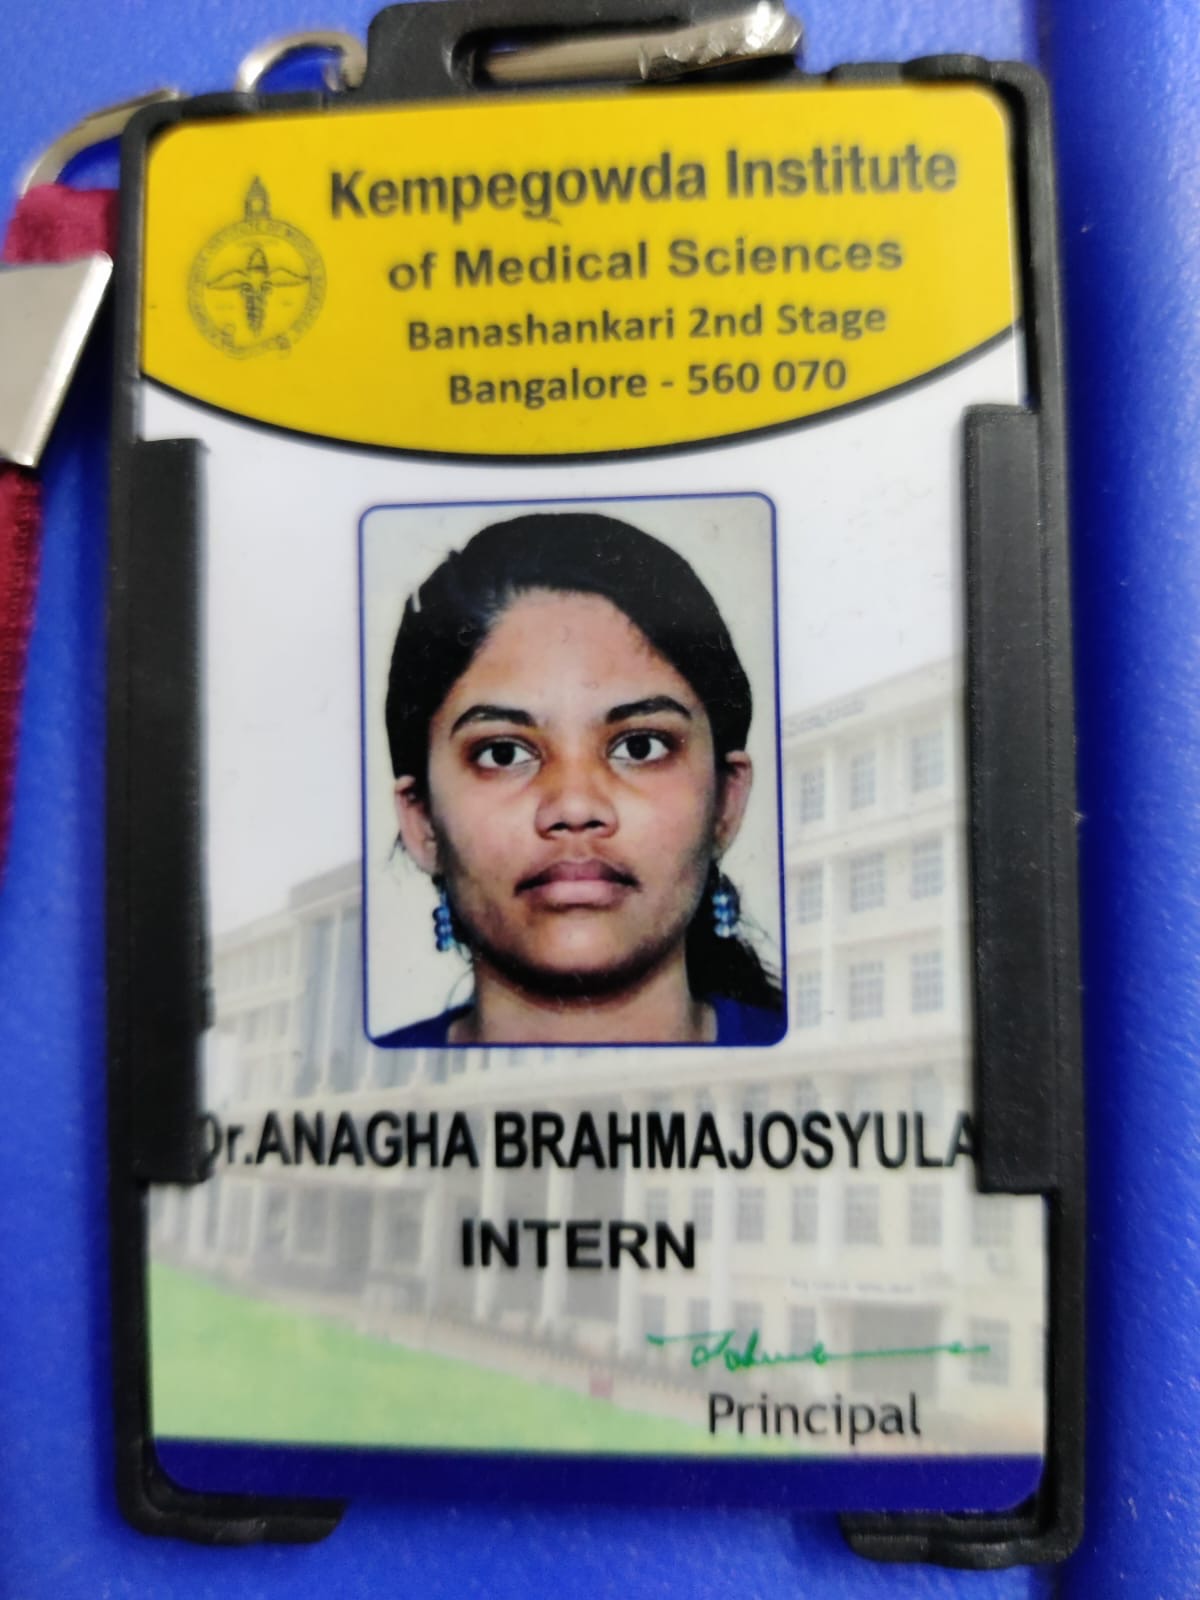 Kempegowda Institute
of Medical Sciences
Banashankari 2nd Stage
Bangalore - 560 070
Dr.ANAGHA BRAHMAJOSYULA
INTERN
Principal